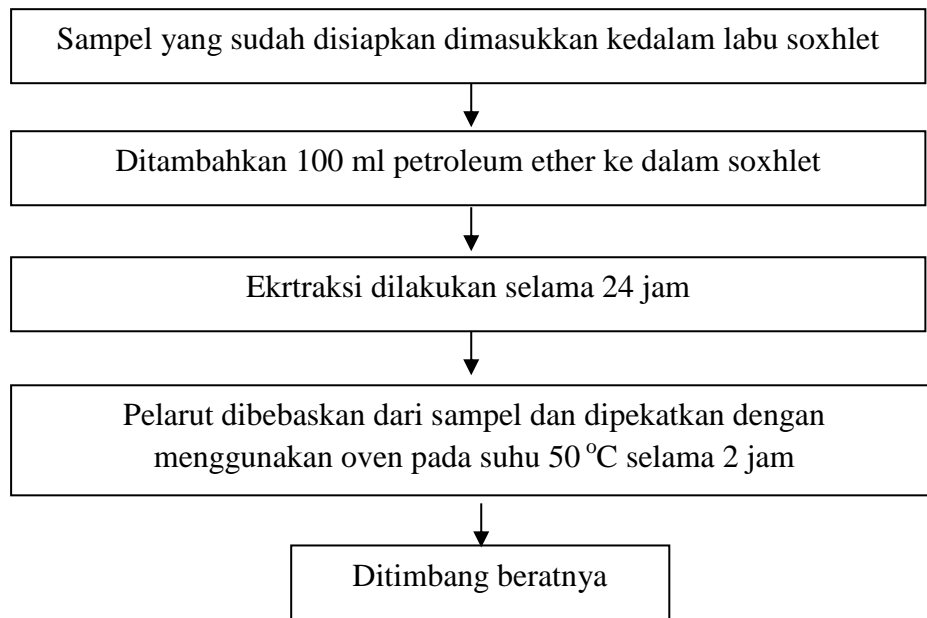 Sampel yang sudah disiapkan dimasukkan kedalam labu soxhlet
Ditambahkan 100 ml petroleum ether ke dalam soxhlet
Ekrtraksi dilakukan selama 24 jam
Pelarut dibebaskan dari sampel dan dipekatkan dengan
menggunakan oven pada suhu 50 °C selama 2 jam
Ditimbang beratnya